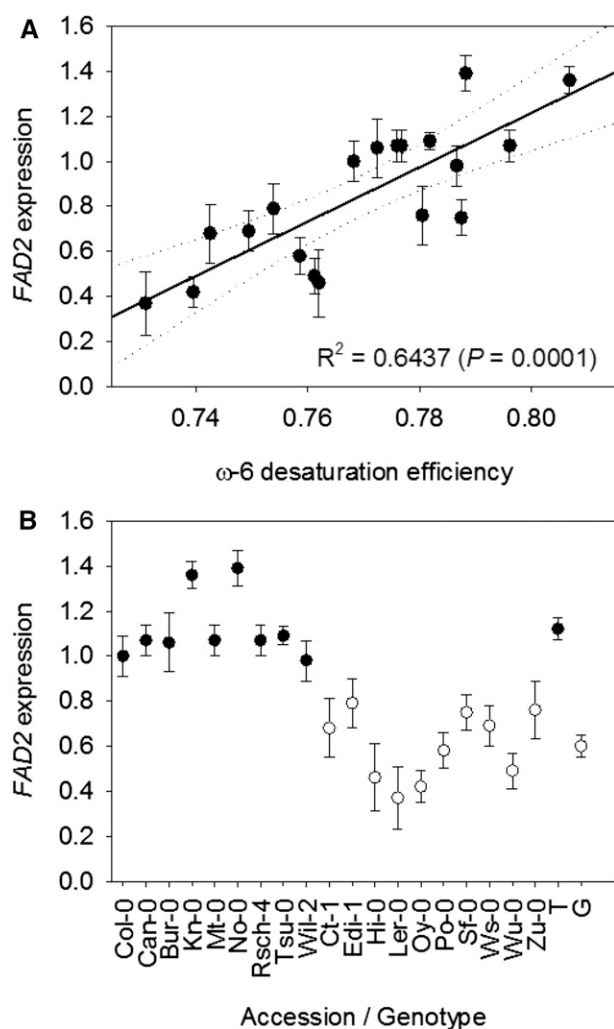 A
1.6
1.4
1.2
1.0
0.8
0.6
0.4
0.2
0.0
FAD2 expression
R² = 0.6437 (P = 0.0001)
0.74 0.76 0.78 0.80
ω-6 desaturation efficiency
B
1.6
1.4
1.2
1.0
0.8
0.6
0.4
0.2
0.0
FAD2 expression
Col-0
Can-0
Bur-0
Kn-0
Mt-0
No-0
Rsch-4
Tsu-0
Wil-2
Ct-1
Edi-1
Hi-0
Ler-0
Oy-0
Po-0
Sf-0
Ws-0
Wu-0
Zu-0
T
G
Accession / Genotype